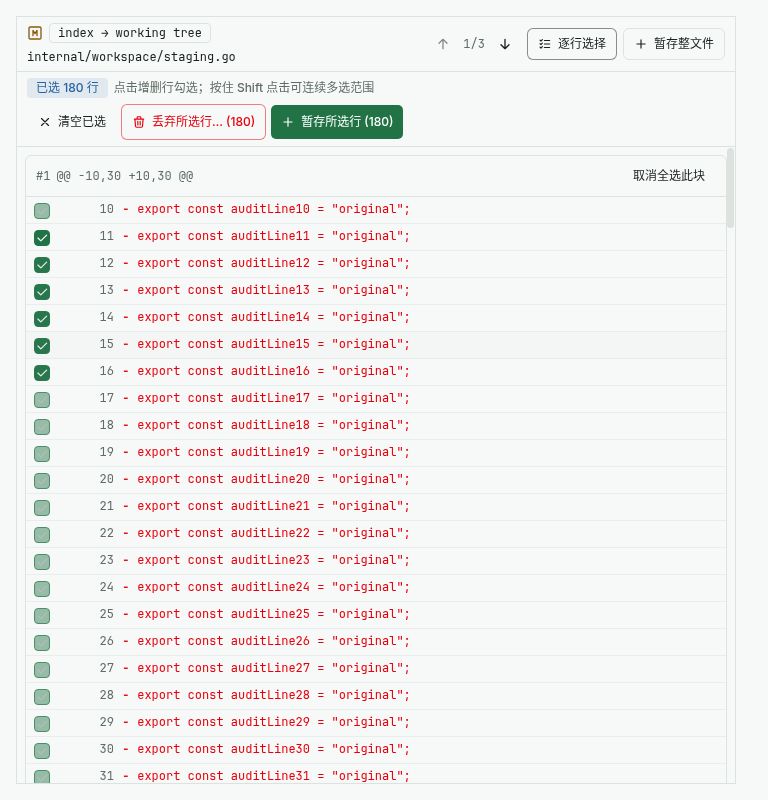 M index → working tree
internal/workspace/staging.go
1/3
逐行选择
暂存整文件
已选 180 行 点击增删行勾选；按住 Shift 点击可连续多选范围
清空已选 丢弃所选行... (180) 暂存所选行 (180)
#1 @@ -10,30 +10,30 @@ 取消全选此块
10 - export const auditLine10 = "original";
11 - export const auditLine11 = "original";
12 - export const auditLine12 = "original";
13 - export const auditLine13 = "original";
14 - export const auditLine14 = "original";
15 - export const auditLine15 = "original";
16 - export const auditLine16 = "original";
17 - export const auditLine17 = "original";
18 - export const auditLine18 = "original";
19 - export const auditLine19 = "original";
20 - export const auditLine20 = "original";
21 - export const auditLine21 = "original";
22 - export const auditLine22 = "original";
23 - export const auditLine23 = "original";
24 - export const auditLine24 = "original";
25 - export const auditLine25 = "original";
26 - export const auditLine26 = "original";
27 - export const auditLine27 = "original";
28 - export const auditLine28 = "original";
29 - export const auditLine29 = "original";
30 - export const auditLine30 = "original";
31 - export const auditLine31 = "original";